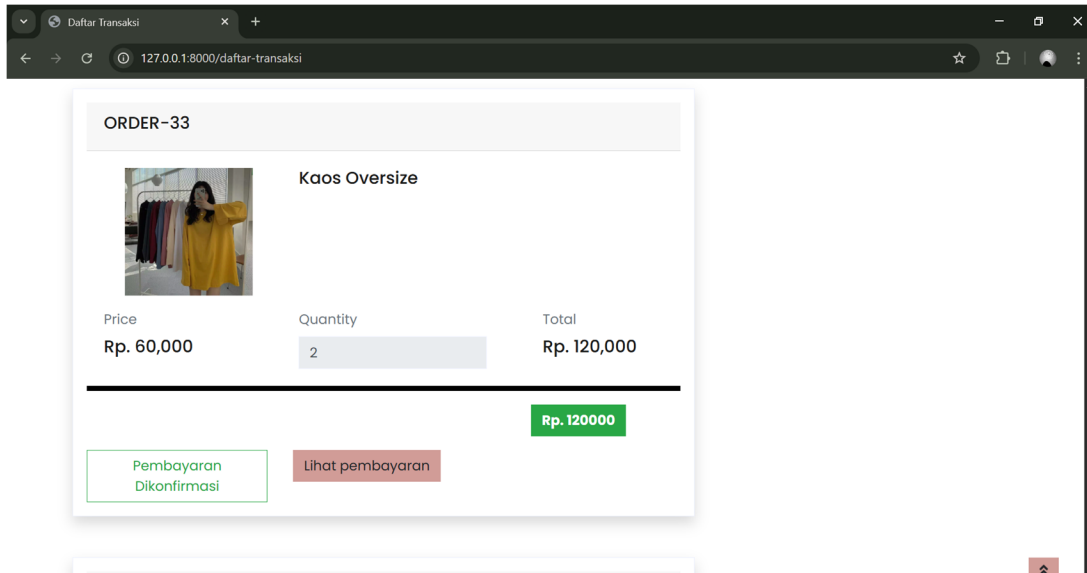 Daftar Transaksi
127.0.0.1:8000/daftar-transaksi
ORDER-33
Kaos Oversize
Price
Quantity
Total
Rp. 60,000
2
Rp. 120,000
Rp. 120000
Pembayaran
Dikonfirmasi
Lihat pembayaran